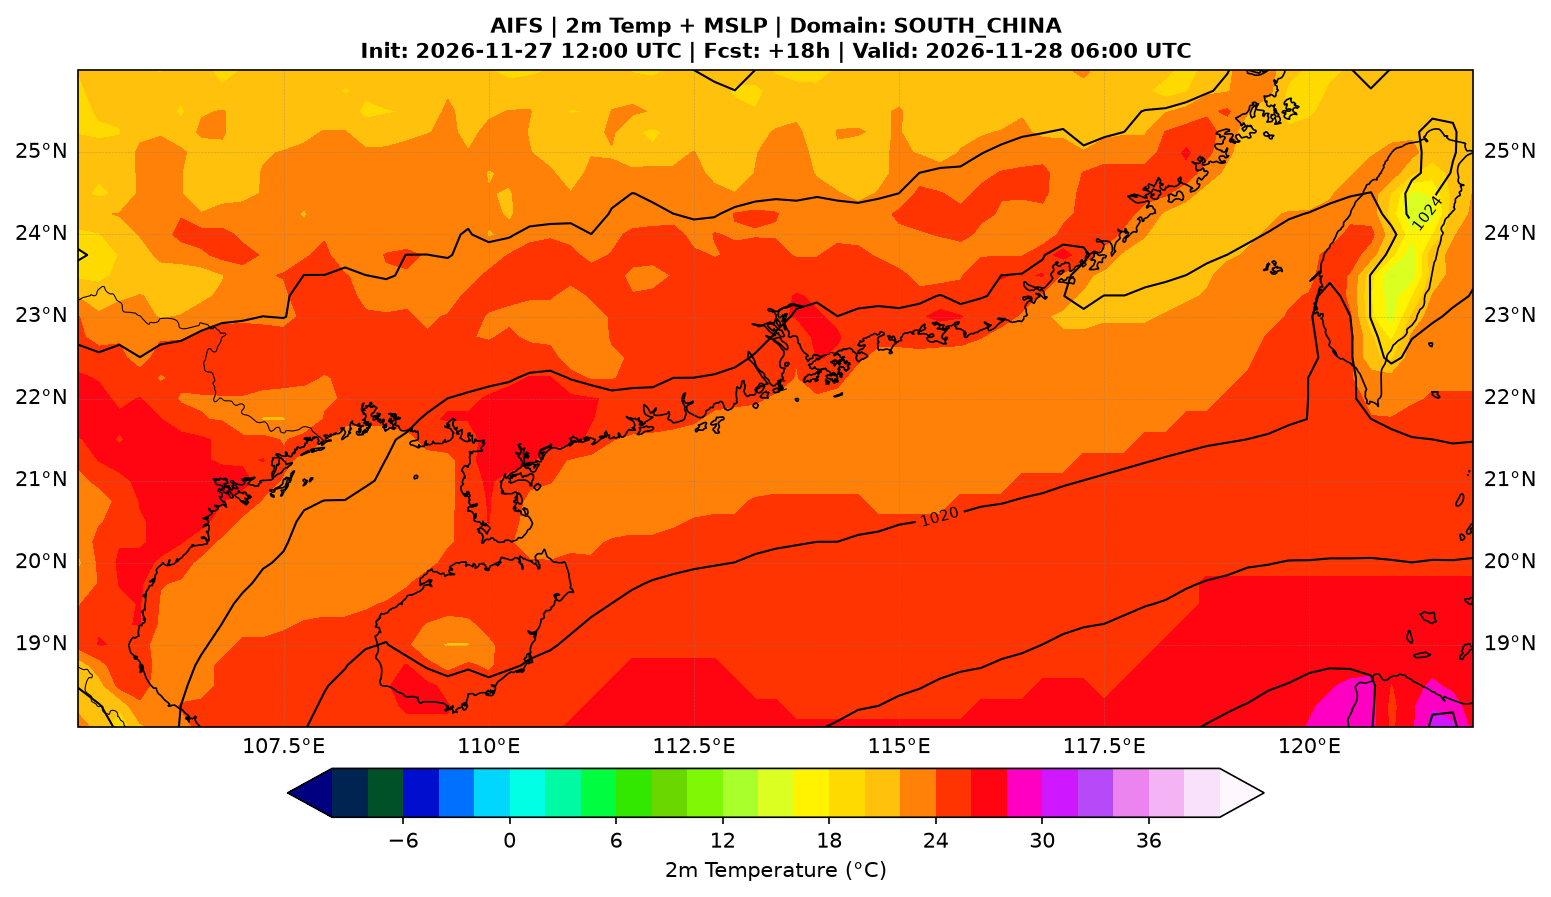 AIFS | 2m Temp + MSLP | Domain: SOUTH_CHINA
Init: 2026-11-27 12:00 UTC | Fcst: +18h | Valid: 2026-11-28 06:00 UTC
25°N 25°N
24°N 1024 24°N
23°N 23°N
22°N 22°N
21°N 21°N
1020
20°N 20°N
19°N 19°N
107.5°E 110°E 112.5°E 115°E 117.5°E 120°E
−6 0 6 12 18 24 30 36
2m Temperature (°C)